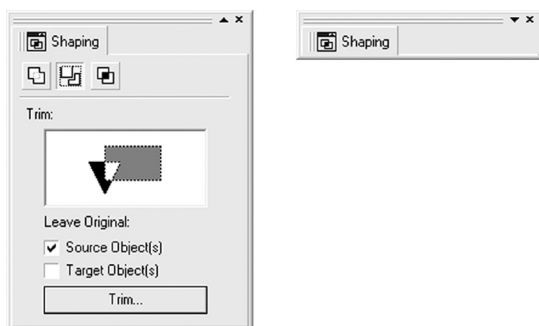 Shaping
Trim:
Leave Original:
Source Object(s)
Target Object(s)
Trim...
Shaping